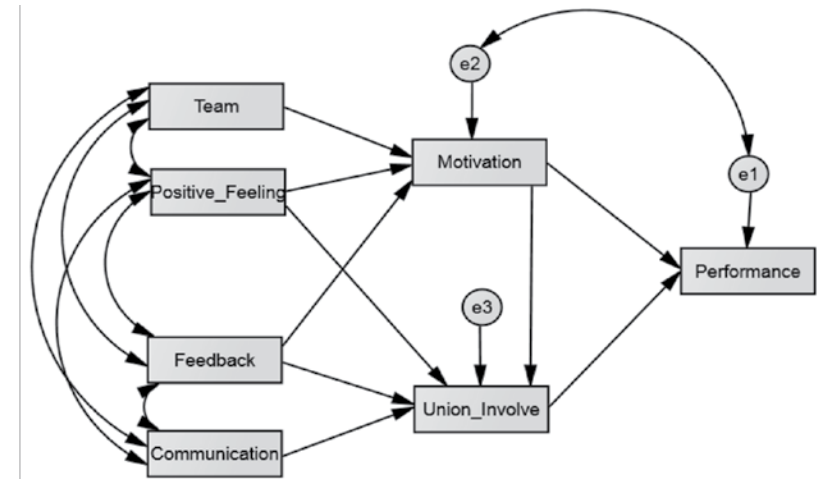 Team
Positive_Feeling
Feedback
Communication
e2
Motivation
e3
Union_Involve
e1
Performance